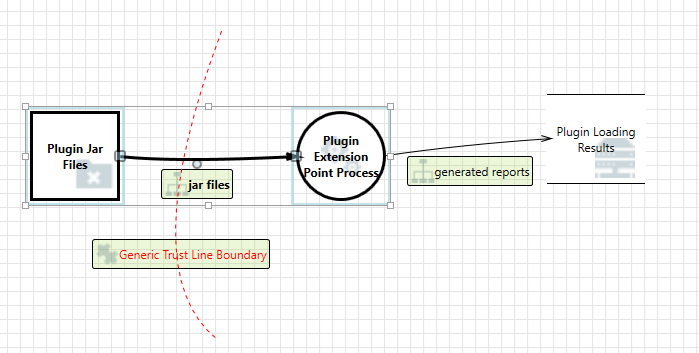 Plugin Jar
Files
Plugin
Extension
Point Process
Plugin Loading
Results
jar files
generated reports
Generic Trust Line Boundary